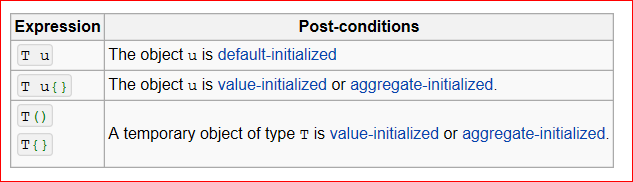 Expression Post-conditions
T u The object u is default-initialized
T u{} The object u is value-initialized or aggregate-initialized.
T()
T{}
A temporary object of type T is value-initialized or aggregate-initialized.